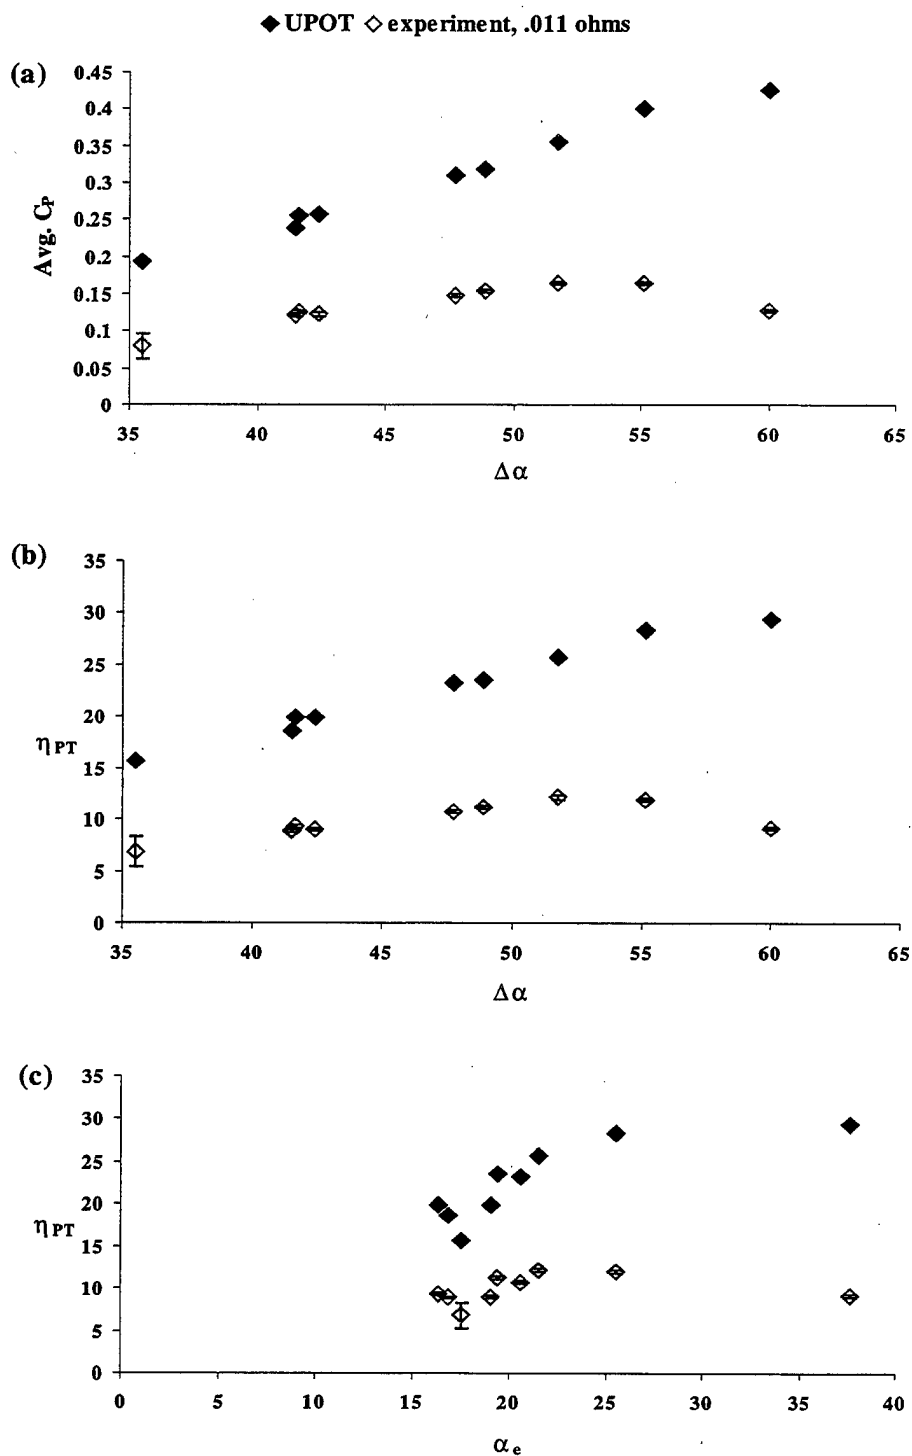 ◆ UPOT ◇ experiment, .011 ohms
(a)
0.45
0.4
0.35
0.3
0.25
0.2
0.15
0.1
0.05
0
Avg. CP
35 40 45 50 55 60 65
Δα
(b)
35
30
25
20
15
10
5
0
ηPT
35 40 45 50 55 60 65
Δα
(c)
35
30
25
20
15
10
5
0
ηPT
0 5 10 15 20 25 30 35 40
αe